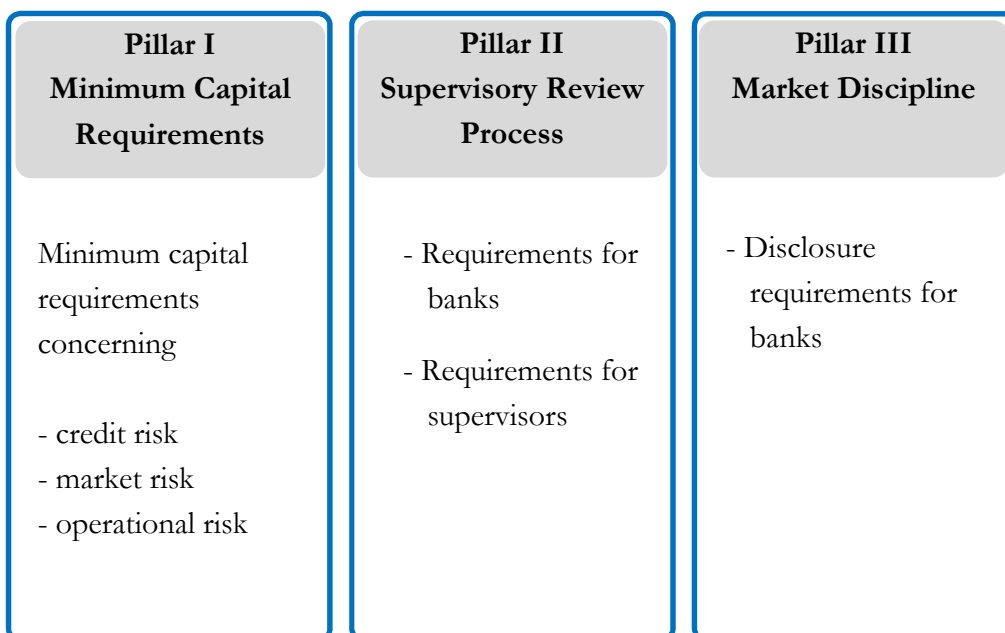 Pillar I
Minimum Capital
Requirements
Minimum capital
requirements
concerning
- credit risk
- market risk
- operational risk
Pillar II
Supervisory Review
Process
- Requirements for
banks
- Requirements for
supervisors
Pillar III
Market Discipline
- Disclosure
requirements for
banks